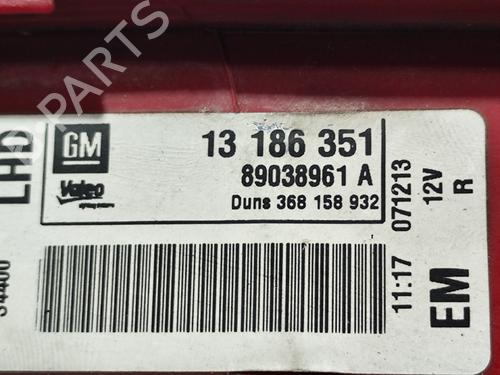 B-PARTS
LHD
GM
Valeo
13 186 351
89038961 A
Duns 368 158 932
071213
12V
R
11:17
EM